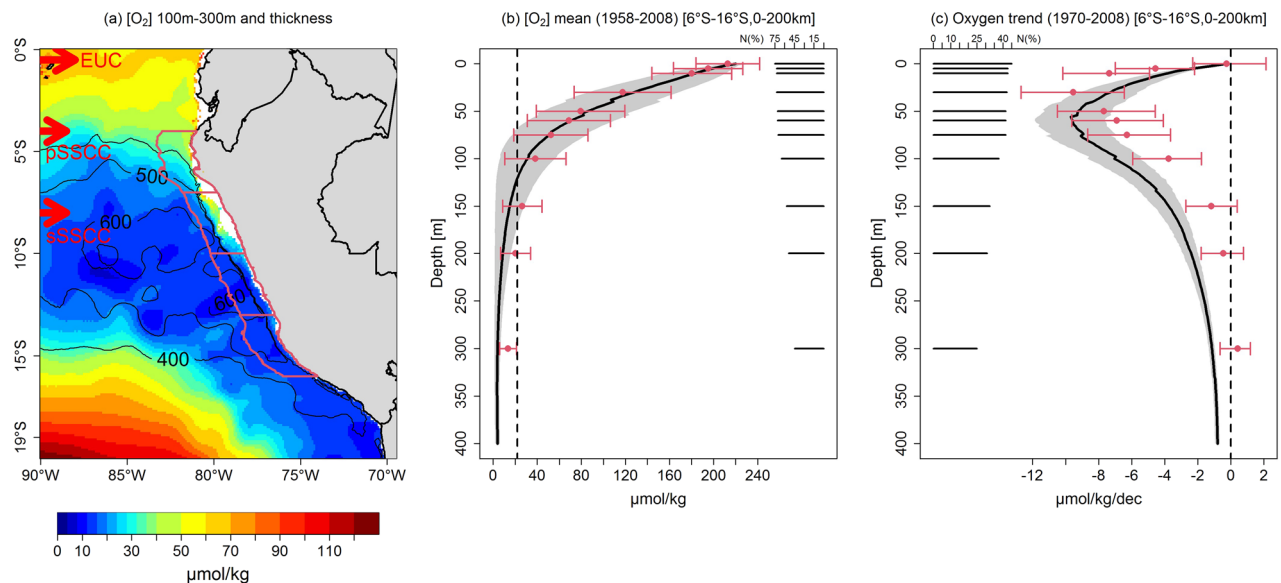 (a) [O₂] 100m-300m and thickness
0°S
5°S
10°S
15°S
19°S
EUC
pSSCC
sSSCC
500
600
600
400
90°W 85°W 80°W 75°W 70°W
0 10 30 50 70 90 110
µmol/kg
(b) [O₂] mean (1958-2008) [6°S-16°S,0-200km]
N(%) 75 45 15
Depth [m]
0
50
100
150
200
250
300
350
400
0 40 80 120 160 200 240
µmol/kg
(c) Oxygen trend (1970-2008) [6°S-16°S,0-200km]
N(%)
0 10 25 40
Depth [m]
0
50
100
150
200
250
300
350
400
-12 -8 -6 -4 -2 0 2
µmol/kg/dec